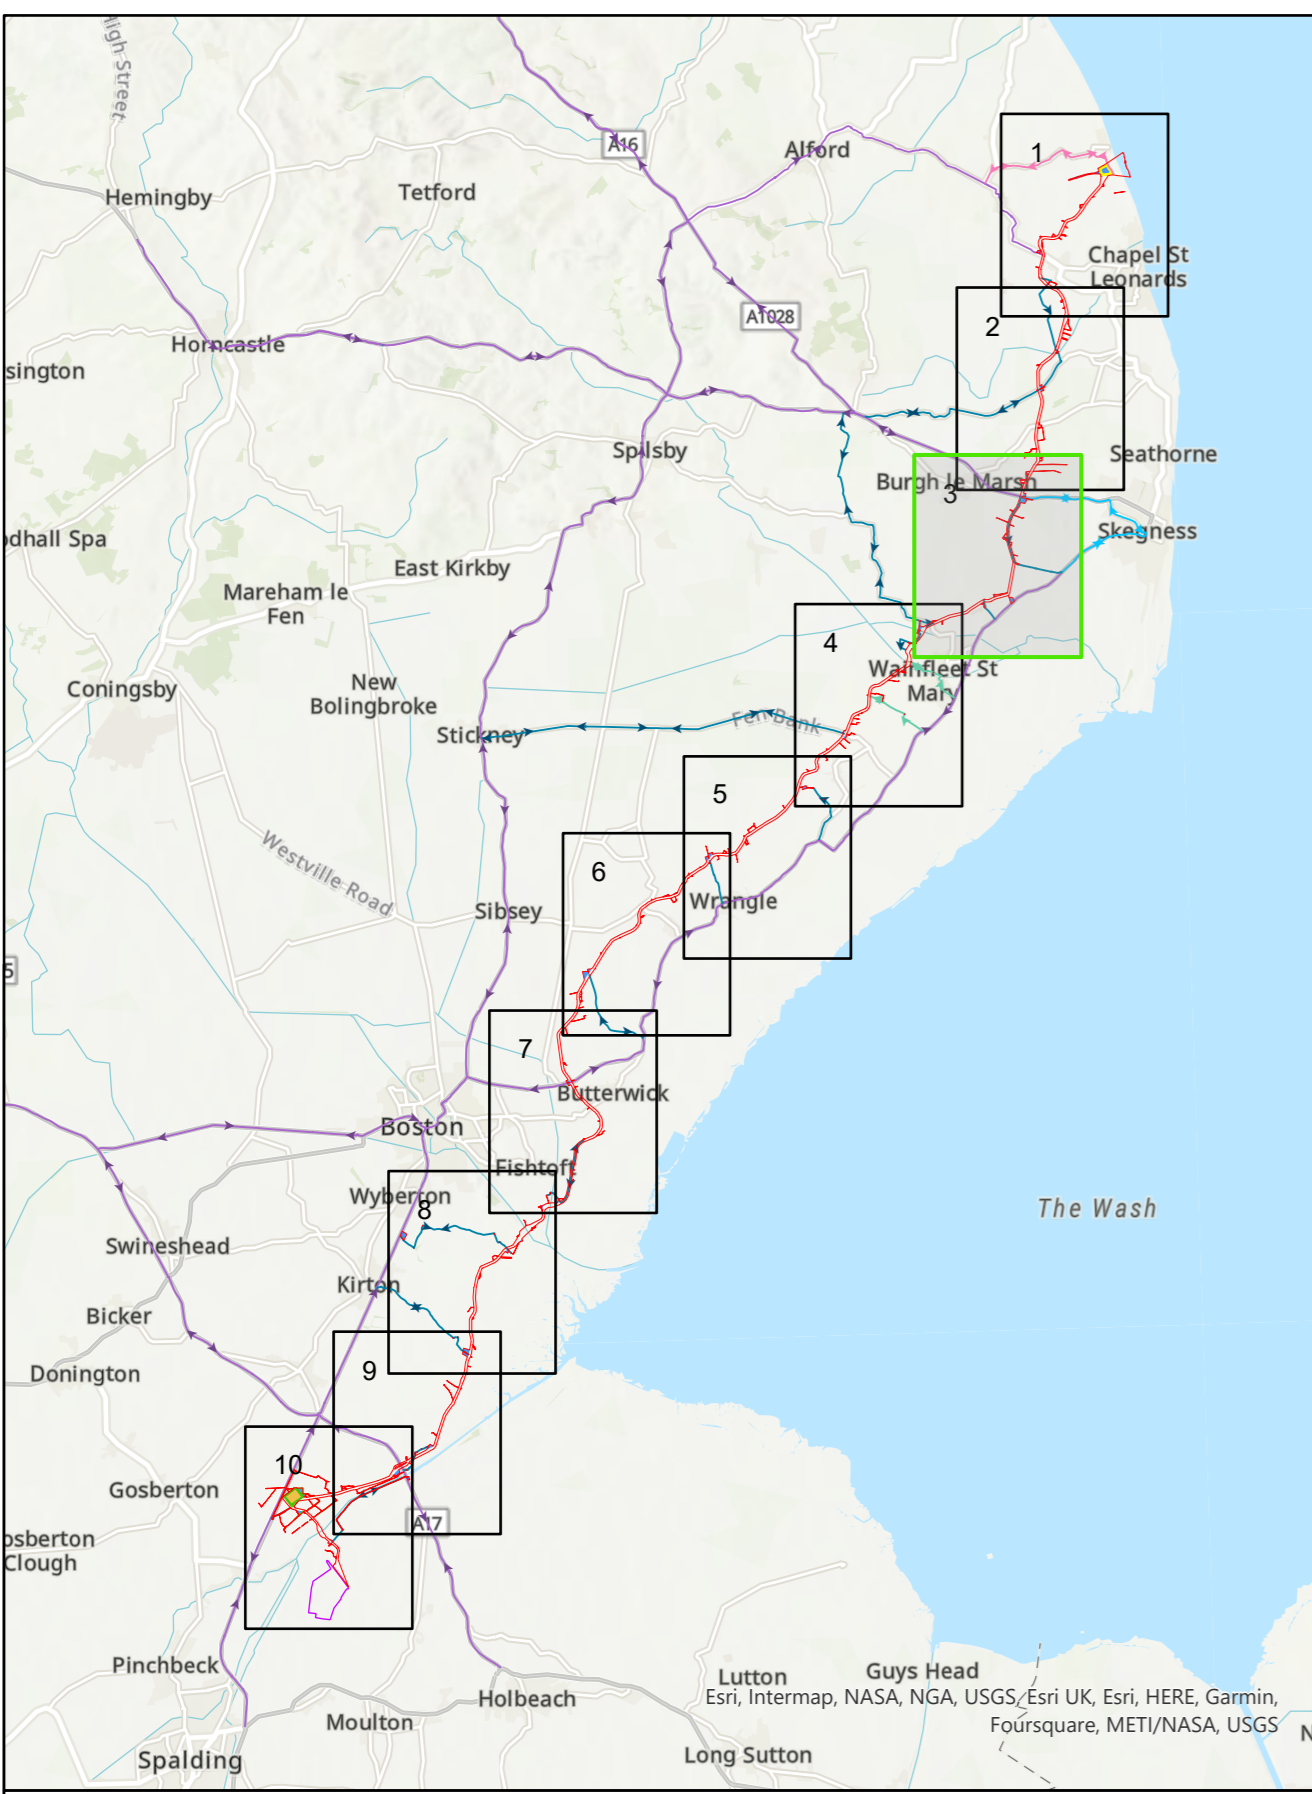 High Street
A16
Alford
1
Hemingby
Tetford
Chapel St
Leonards
A1028
2
Horncastle
sington
Spilsby
Seathorne
Burgh le Marsh
3
Skegness
dhall Spa
East Kirkby
Mareham le
Fen
4
Wainfleet St
Mary
Coningsby
New
Bolingbroke
Fen Bank
Stickney
5
6
Westville Road
Wrangle
Sibsey
5
7
Butterwick
Boston
Fishtoft
Wyberton
8
The Wash
Swineshead
Kirton
Bicker
9
Donington
10
Gosberton
A17
osberton
Clough
Pinchbeck
Lutton
Guys Head
Holbeach
Esri, Intermap, NASA, NGA, USGS, Esri UK, Esri, HERE, Garmin,
Foursquare, METI/NASA, USGS
Moulton
N
Long Sutton
Spalding